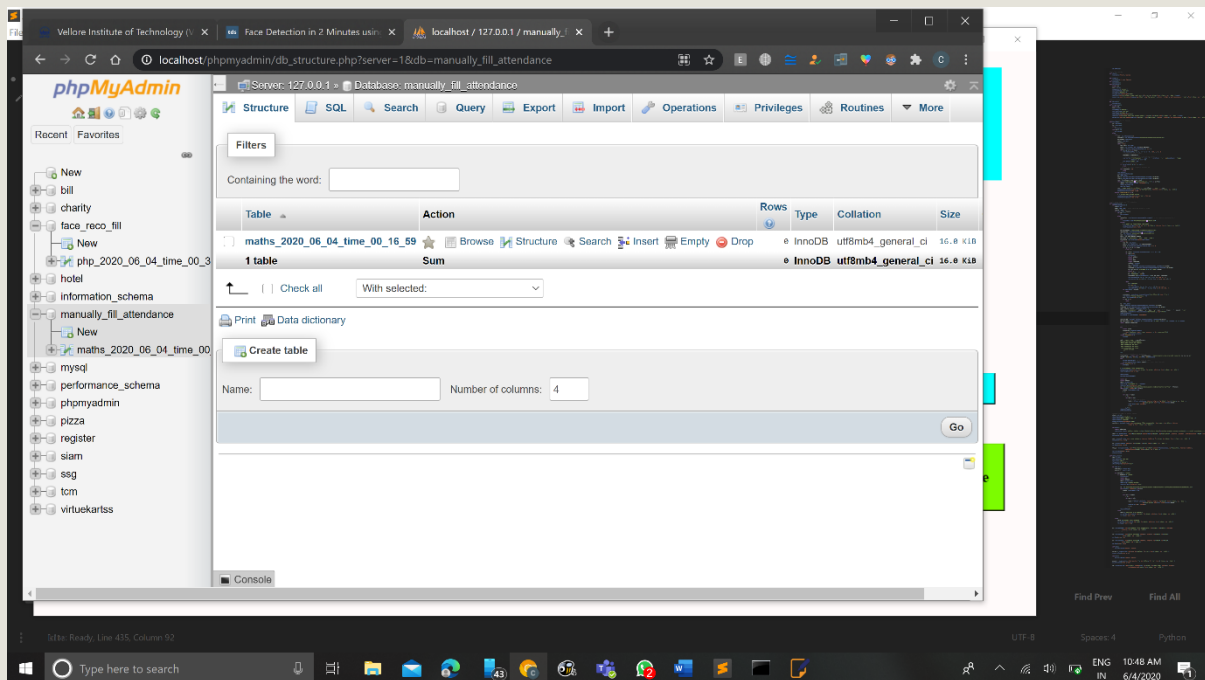 Vellore Institute of Technology (V
Face Detection in 2 Minutes usin
localhost / 127.0.0.1 / manually_f
localhost/phpmyadmin/db_structure.php?server=1&db=manually_fill_attendance
phpMyAdmin
Recent Favorites
New
bill
charity
face_reco_fill
New
php_2020_06_04_time_00_3
hotel
information_schema
manually_fill_attendance
New
maths_2020_06_04_time_00
mysql
performance_schema
phpmyadmin
pizza
register
siam
ssg
tcm
virtuekartss
Server: 127.0.0.1 » Database: manually_fill_attendance
Structure SQL Search Query Export Import Operations Privileges Routines More
Filters
Containing the word:
Table Action Rows Type Collation Size
maths_2020_06_04_time_00_16_59 Browse Structure Search Insert Empty Drop 0 InnoDB utf8mb4_general_ci 16.0 KiB
1 table Sum 0 InnoDB utf8mb4_general_ci 16.0 KiB
Check all With selected:
Print Data dictionary
Create table
Name: Number of columns: 4
Go
Console
e
Find Prev Find All
Ready, Line 435, Column 92 UTF-8 Spaces: 4 Python
Type here to search
43
2
ENG 10:48 AM
IN 6/4/2020
1